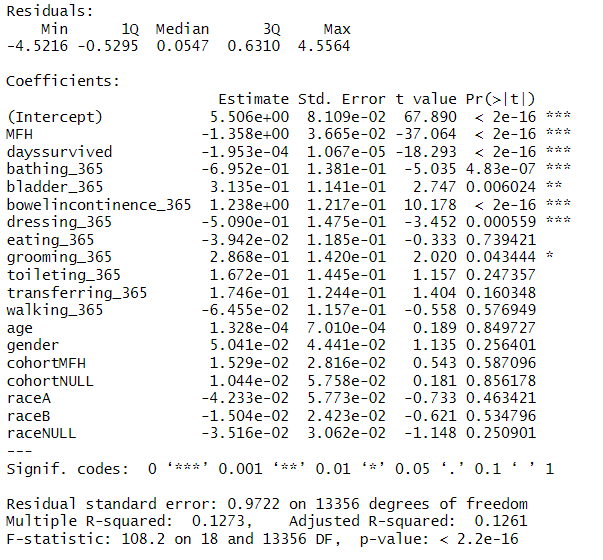 Residuals:
    Min      1Q  Median      3Q     Max
-4.5216 -0.5295  0.0547  0.6310  4.5564

Coefficients:
                       Estimate Std. Error t value Pr(>|t|)
(Intercept)           5.506e+00  8.109e-02  67.890  < 2e-16 ***
MFH                  -1.358e+00  3.665e-02 -37.064  < 2e-16 ***
dayssurvived         -1.953e-04  1.067e-05 -18.293  < 2e-16 ***
bathing_365          -6.952e-01  1.381e-01  -5.035 4.83e-07 ***
bladder_365           3.135e-01  1.141e-01   2.747 0.006024 **
bowelincontinence_365 1.238e+00  1.217e-01  10.178  < 2e-16 ***
dressing_365         -5.090e-01  1.475e-01  -3.452 0.000559 ***
eating_365           -3.942e-02  1.185e-01  -0.333 0.739421
grooming_365          2.868e-01  1.420e-01   2.020 0.043444 *
toileting_365         1.672e-01  1.445e-01   1.157 0.247357
transferring_365      1.746e-01  1.244e-01   1.404 0.160348
walking_365          -6.455e-02  1.157e-01  -0.558 0.576949
age                   1.328e-04  7.010e-04   0.189 0.849727
gender                5.041e-02  4.441e-02   1.135 0.256401
cohortMFH             1.529e-02  2.816e-02   0.543 0.587096
cohortNULL            1.044e-02  5.758e-02   0.181 0.856178
raceA                -4.233e-02  5.773e-02  -0.733 0.463421
raceB                -1.504e-02  2.423e-02  -0.621 0.534796
raceNULL             -3.516e-02  3.062e-02  -1.148 0.250901
---
Signif. codes:  0 ‘***’ 0.001 ‘**’ 0.01 ‘*’ 0.05 ‘.’ 0.1 ‘ ’ 1

Residual standard error: 0.9722 on 13356 degrees of freedom
Multiple R-squared:  0.1273,    Adjusted R-squared:  0.1261
F-statistic: 108.2 on 18 and 13356 DF,  p-value: < 2.2e-16